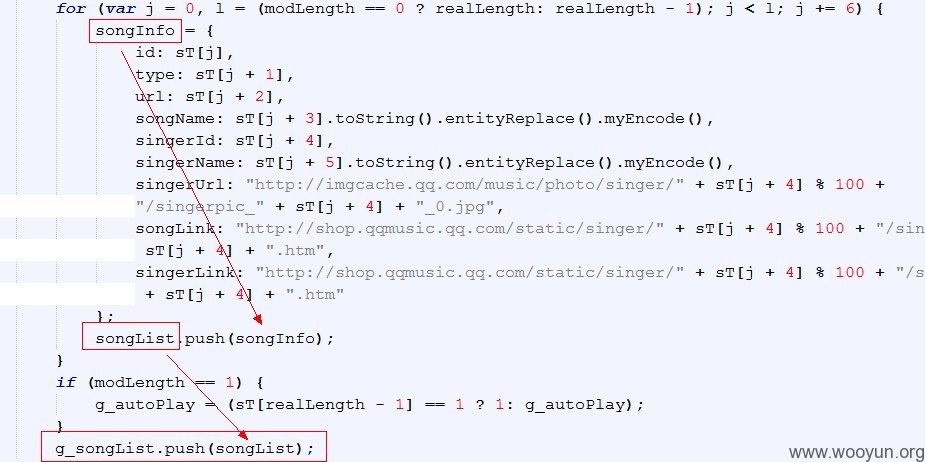 for (var j = 0, l = (modLength == 0 ? realLength: realLength - 1); j < l; j += 6) {
songInfo = {
id: sT[j],
type: sT[j + 1],
url: sT[j + 2],
songName: sT[j + 3].toString().entityReplace().myEncode(),
singerId: sT[j + 4],
singerName: sT[j + 5].toString().entityReplace().myEncode(),
singerUrl: "http://imgcache.qq.com/music/photo/singer/" + sT[j + 4] % 100 +
"/singerpic_" + sT[j + 4] + "_0.jpg",
songLink: "http://shop.qqmusic.qq.com/static/singer/" + sT[j + 4] % 100 + "/sin
sT[j + 4] + ".htm",
singerLink: "http://shop.qqmusic.qq.com/static/singer/" + sT[j + 4] % 100 + "/s
+ sT[j + 4] + ".htm"
};
songList.push(songInfo);
}
if (modLength == 1) {
g_autoPlay = (sT[realLength - 1] == 1 ? 1: g_autoPlay);
}
g_songList.push(songList);
www.wooyun.org